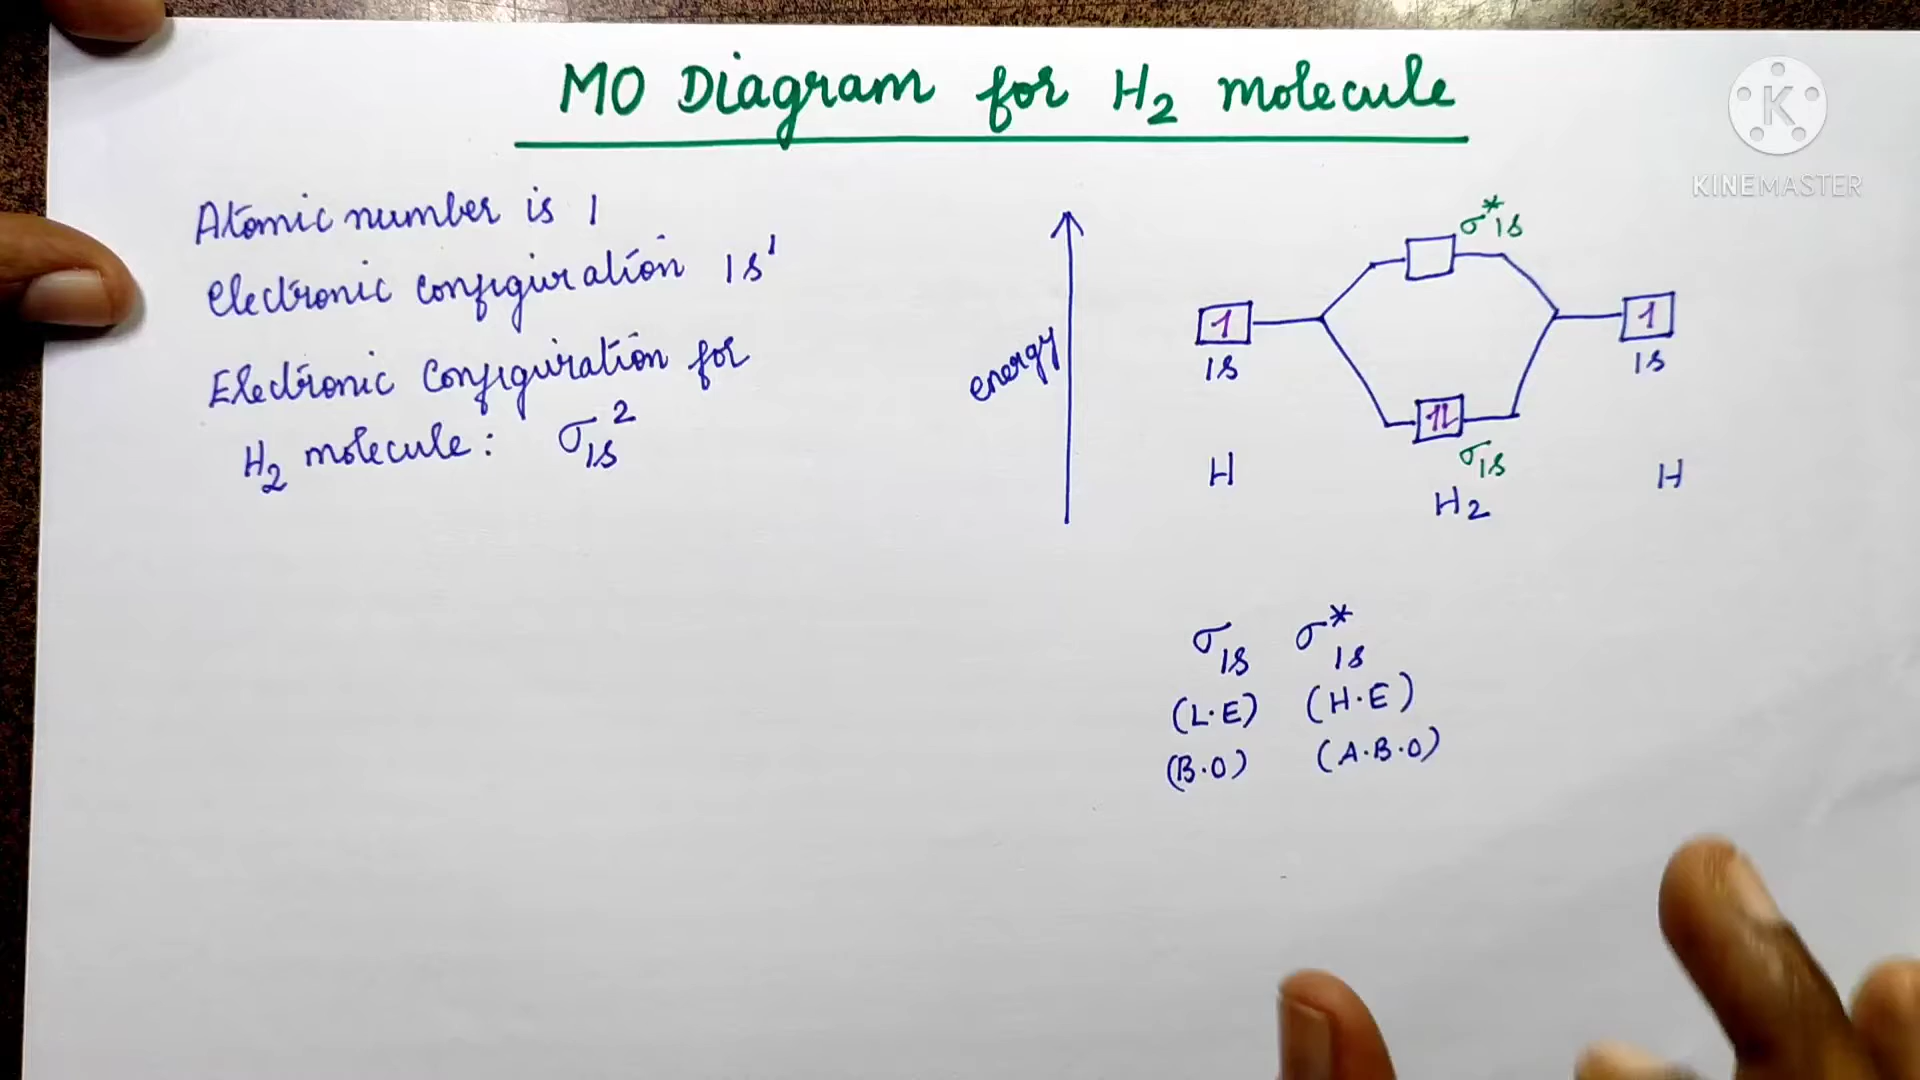 MO Diagram for H₂ molecule
KINEMASTER
Atomic number is 1
Electronic configuration 1s¹
Electronic configuration for
H₂ molecule: σ1s²
energy
σ*1s
1 1
1s 1s
1L
σ1s
H H₂ H
σ1s σ*1s
(L.E) (H.E)
(B.O) (A.B.O)